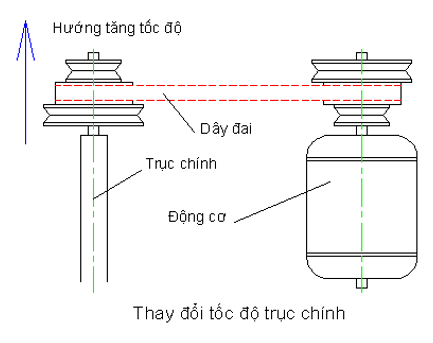 Hướng tăng tốc độ
Dây đai
Trục chính
Động cơ
Thay đổi tốc độ trục chính